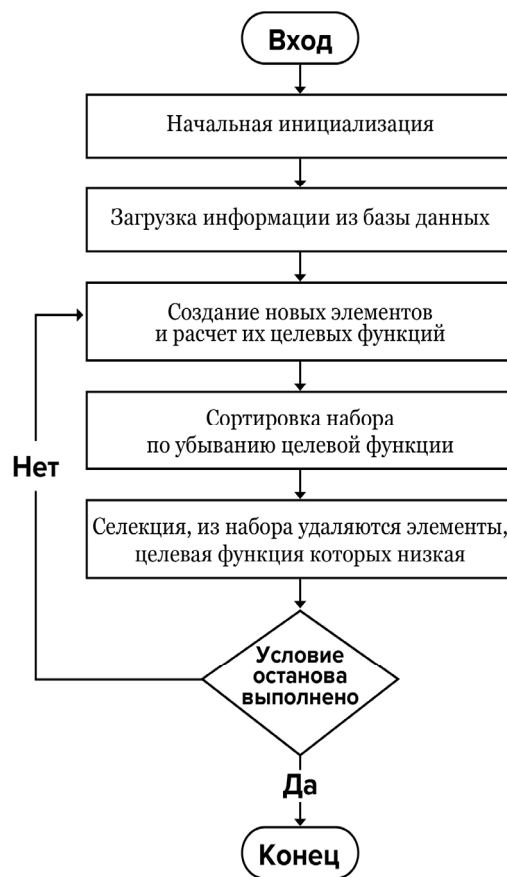 Вход
Начальная инициализация
Загрузка информации из базы данных
Создание новых элементов
и расчет их целевых функций
Сортировка набора
по убыванию целевой функции
Нет
Селекция, из набора удаляются элементы,
целевая функция которых низкая
Условие
останова
выполнено
Да
Конец